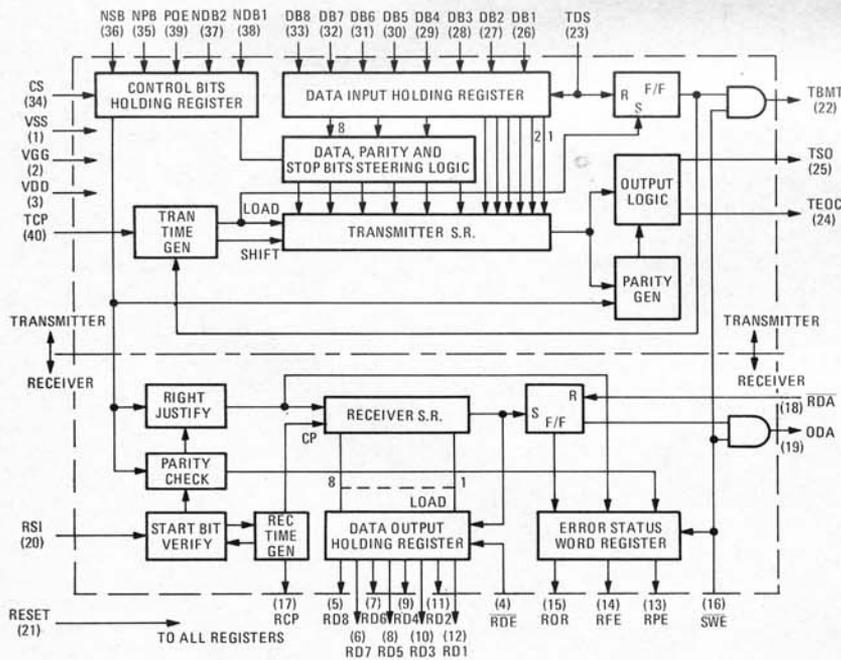 NSB NPB POE NDB2 NDB1 DB8 DB7 DB6 DB5 DB4 DB3 DB2 DB1 TDS
(36) (35) (39) (37) (38) (33) (32) (31) (30) (29) (28) (27) (26) (23)
CS
(34)
CONTROL BITS
HOLDING REGISTER
DATA INPUT HOLDING REGISTER
R F/F
S
TBMT
(22)
VSS
(1)
VGG
(2)
VDD
(3)
8
2 1
DATA, PARITY AND
STOP BITS STEERING LOGIC
OUTPUT
LOGIC
TSO
(25)
TEOC
(24)
TCP
(40)
TRAN
TIME
GEN
LOAD
SHIFT
TRANSMITTER S.R.
PARITY
GEN
TRANSMITTER
RECEIVER
TRANSMITTER
RECEIVER
RIGHT
JUSTIFY
RECEIVER S.R.
CP
R
S
F/F
(18) RDA
ODA
(19)
PARITY
CHECK
8
1
LOAD
RSI
(20)
START BIT
VERIFY
REC
TIME
GEN
DATA OUTPUT
HOLDING REGISTER
ERROR STATUS
WORD REGISTER
RESET
(21)
TO ALL REGISTERS
(17) (5) (7) (9) (11) (4) (15) (14) (13) (16)
RCP RD8 RD6 RD4 RD2 RDE ROR RFE RPE SWE
(6) (8) (10) (12)
RD7 RD5 RD3 RD1